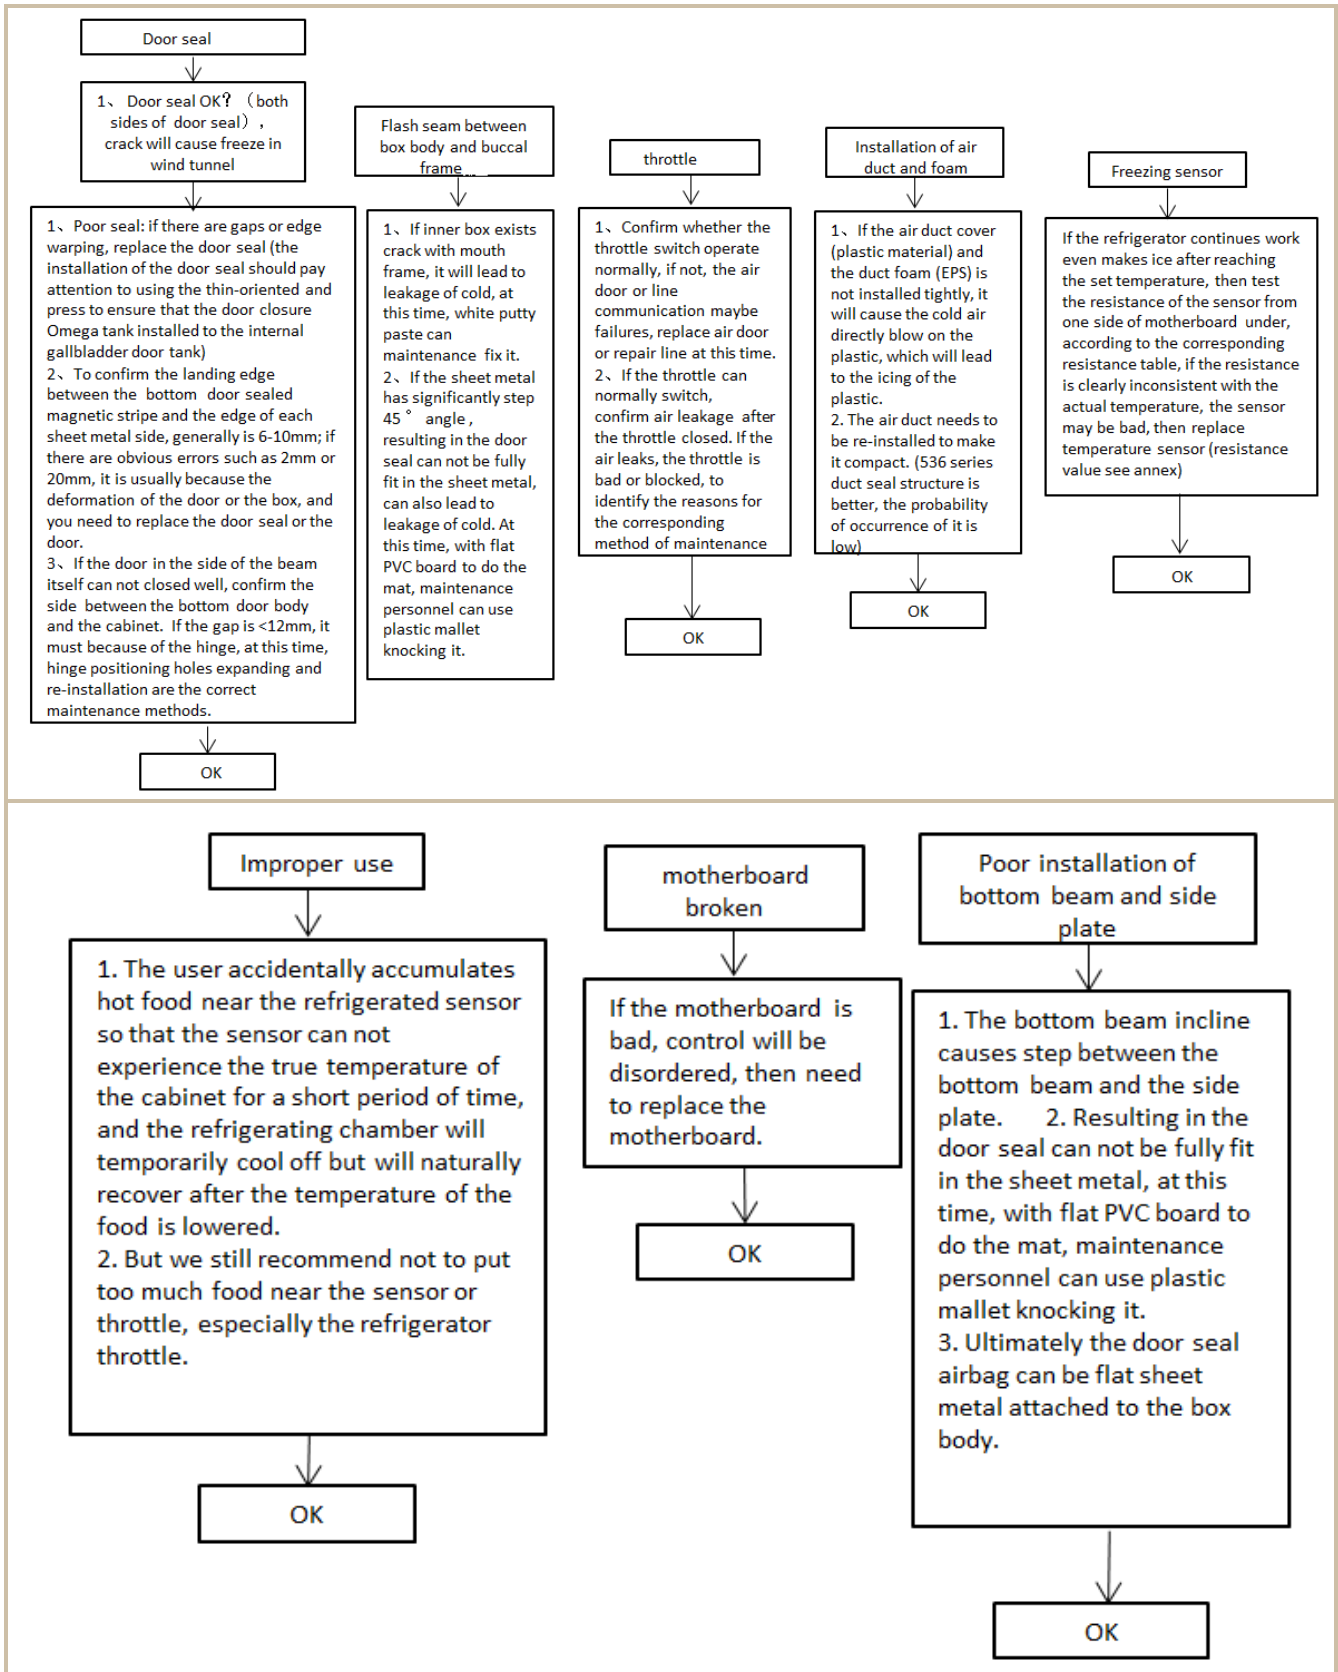 Door seal
1、Door seal OK？（both
sides of door seal），
crack will cause freeze in
wind tunnel
1、Poor seal: if there are gaps or edge
warping, replace the door seal (the
installation of the door seal should pay
attention to using the thin-oriented and
press to ensure that the door closure
Omega tank installed to the internal
gallbladder door tank)
2、To confirm the landing edge
between the bottom door sealed
magnetic stripe and the edge of each
sheet metal side, generally is 6-10mm; if
there are obvious errors such as 2mm or
20mm, it is usually because the
deformation of the door or the box, and
you need to replace the door seal or the
door.
3、If the door in the side of the beam
itself can not closed well, confirm the
side between the bottom door body
and the cabinet. If the gap is <12mm, it
must because of the hinge, at this time,
hinge positioning holes expanding and
re-installation are the correct
maintenance methods.
OK
Flash seam between
box body and buccal
frame
1、If inner box exists
crack with mouth
frame, it will lead to
leakage of cold, at
this time, white putty
paste can
maintenance fix it.
2、If the sheet metal
has significantly step
45° angle,
resulting in the door
seal can not be fully
fit in the sheet metal,
can also lead to
leakage of cold. At
this time, with flat
PVC board to do the
mat, maintenance
personnel can use
plastic mallet
knocking it.
throttle
1、Confirm whether the
throttle switch operate
normally, if not, the air
door or line
communication maybe
failures, replace air door
or repair line at this time.
2、If the throttle can
normally switch,
confirm air leakage after
the throttle closed. If the
air leaks, the throttle is
bad or blocked, to
identify the reasons for
the corresponding
method of maintenance
OK
Installation of air
duct and foam
1、If the air duct cover
(plastic material) and
the duct foam (EPS) is
not installed tightly, it
will cause the cold air
directly blow on the
plastic, which will lead
to the icing of the
plastic.
2. The air duct needs to
be re-installed to make
it compact. (536 series
duct seal structure is
better, the probability
of occurrence of it is
low)
OK
Freezing sensor
If the refrigerator continues work
even makes ice after reaching
the set temperature, then test
the resistance of the sensor from
one side of motherboard under,
according to the corresponding
resistance table, if the resistance
is clearly inconsistent with the
actual temperature, the sensor
may be bad, then replace
temperature sensor (resistance
value see annex)
OK
Improper use
1. The user accidentally accumulates
hot food near the refrigerated sensor
so that the sensor can not
experience the true temperature of
the cabinet for a short period of time,
and the refrigerating chamber will
temporarily cool off but will naturally
recover after the temperature of the
food is lowered.
2. But we still recommend not to put
too much food near the sensor or
throttle, especially the refrigerator
throttle.
OK
motherboard
broken
If the motherboard is
bad, control will be
disordered, then need
to replace the
motherboard.
OK
Poor installation of
bottom beam and side
plate
1. The bottom beam incline
causes step between the
bottom beam and the side
plate. 2. Resulting in the
door seal can not be fully fit
in the sheet metal, at this
time, with flat PVC board to
do the mat, maintenance
personnel can use plastic
mallet knocking it.
3. Ultimately the door seal
airbag can be flat sheet
metal attached to the box
body.
OK